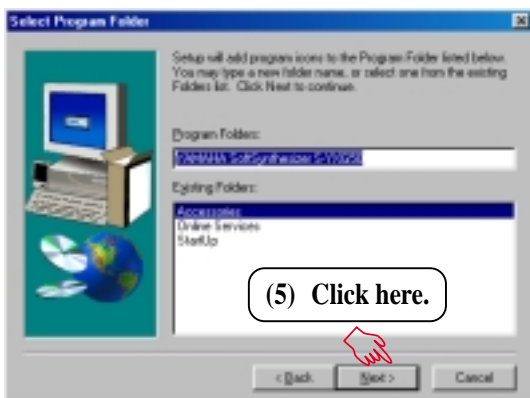 Select Program Folder
Setup will add program icons to the Program Folder listed below.
You may type a new folder name, or select one from the existing
Folders list. Click Next to continue.
Program Folders:
YAMAHA SoftSynthesizer S-YXG50
Existing Folders:
Accessories
Online Services
StartUp
(5) Click here.
< Back
Next >
Cancel